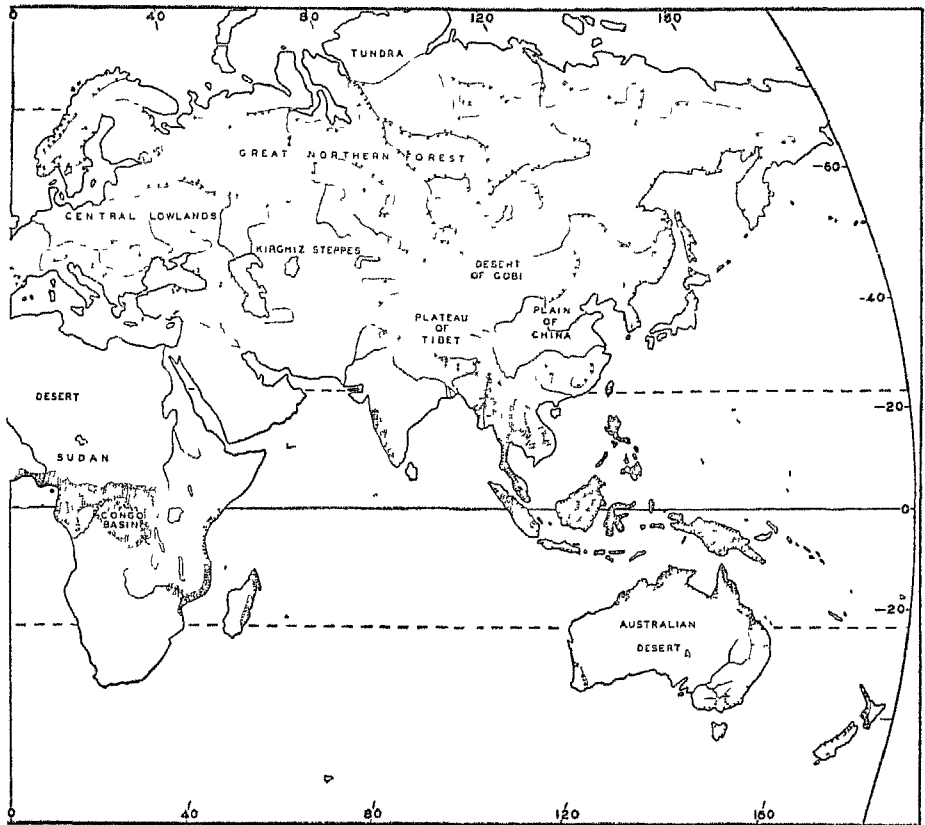 0 40 80 120 160
TUNDRA
GREAT NORTHERN FOREST
60
CENTRAL LOWLANDS
KIRGHIZ STEPPES
DESERT
OF GOBI
40
PLATEAU
OF
TIBET
PLAIN
OF
CHINA
DESERT
20
SUDAN
CONGO
BASIN
0
20
AUSTRALIAN
DESERT
0 40 80 120 160